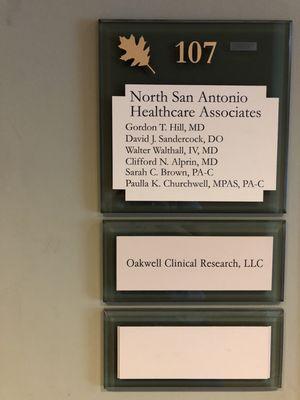 107
North San Antonio
Healthcare Associates
Gordon T. Hill, MD
David J. Sandercock, DO
Walter Walthall, IV, MD
Clifford N. Alprin, MD
Sarah C. Brown, PA-C
Paulla K. Churchwell, MPAS, PA-C
Oakwell Clinical Research, LLC